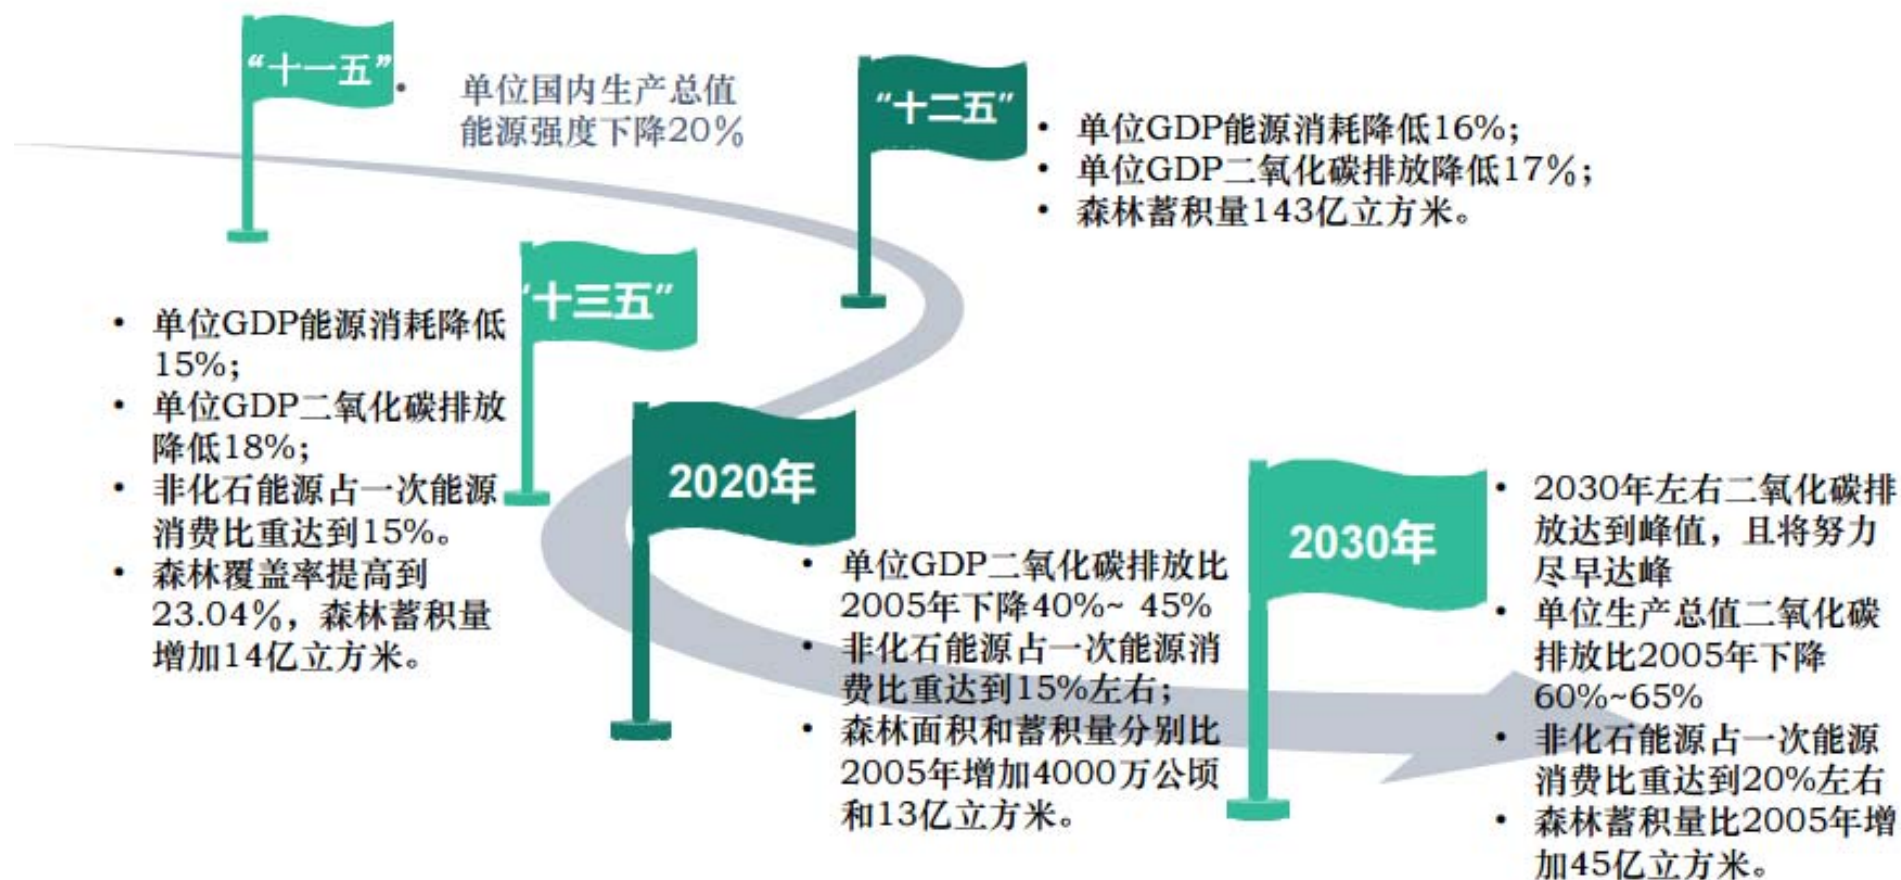 “十一五”
• 单位国内生产总值
能源强度下降20%
“十二五”
• 单位GDP能源消耗降低16%；
• 单位GDP二氧化碳排放降低17%；
• 森林蓄积量143亿立方米。
“十三五”
• 单位GDP能源消耗降低
15%；
• 单位GDP二氧化碳排放
降低18%；
• 非化石能源占一次能源
消费比重达到15%。
• 森林覆盖率提高到
23.04%，森林蓄积量
增加14亿立方米。
2020年
• 单位GDP二氧化碳排放比
2005年下降40%~ 45%
• 非化石能源占一次能源消
费比重达到15%左右；
• 森林面积和蓄积量分别比
2005年增加4000万公顷
和13亿立方米。
2030年
• 2030年左右二氧化碳排
放达到峰值，且将努力
尽早达峰
• 单位生产总值二氧化碳
排放比2005年下降
60%~65%
• 非化石能源占一次能源
消费比重达到20%左右
• 森林蓄积量比2005年增
加45亿立方米。